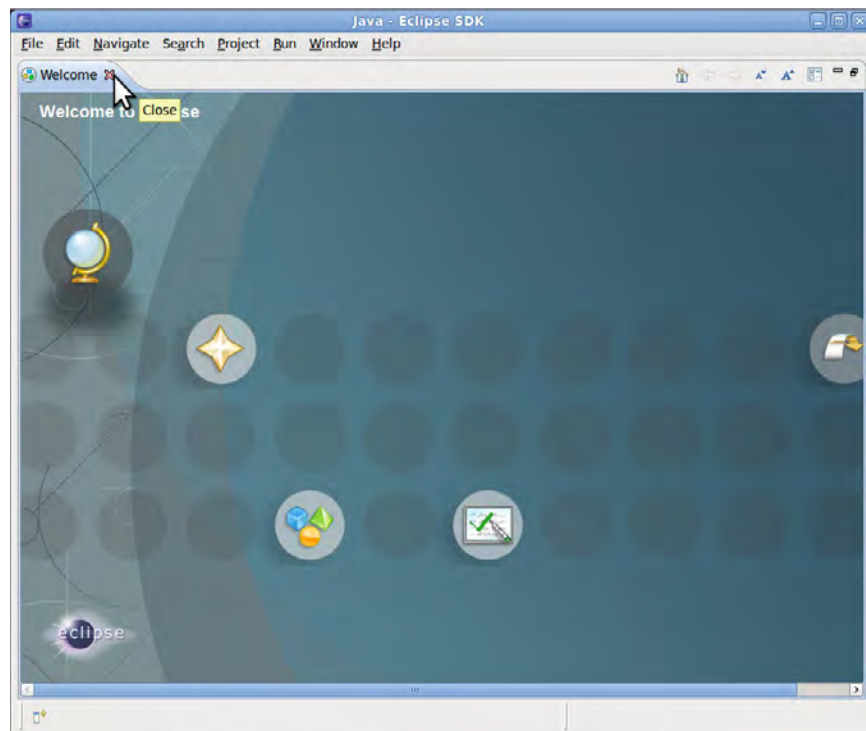 Java - Eclipse SDK
File Edit Navigate Search Project Run Window Help
Welcome
Close
Welcome to se
eclipse